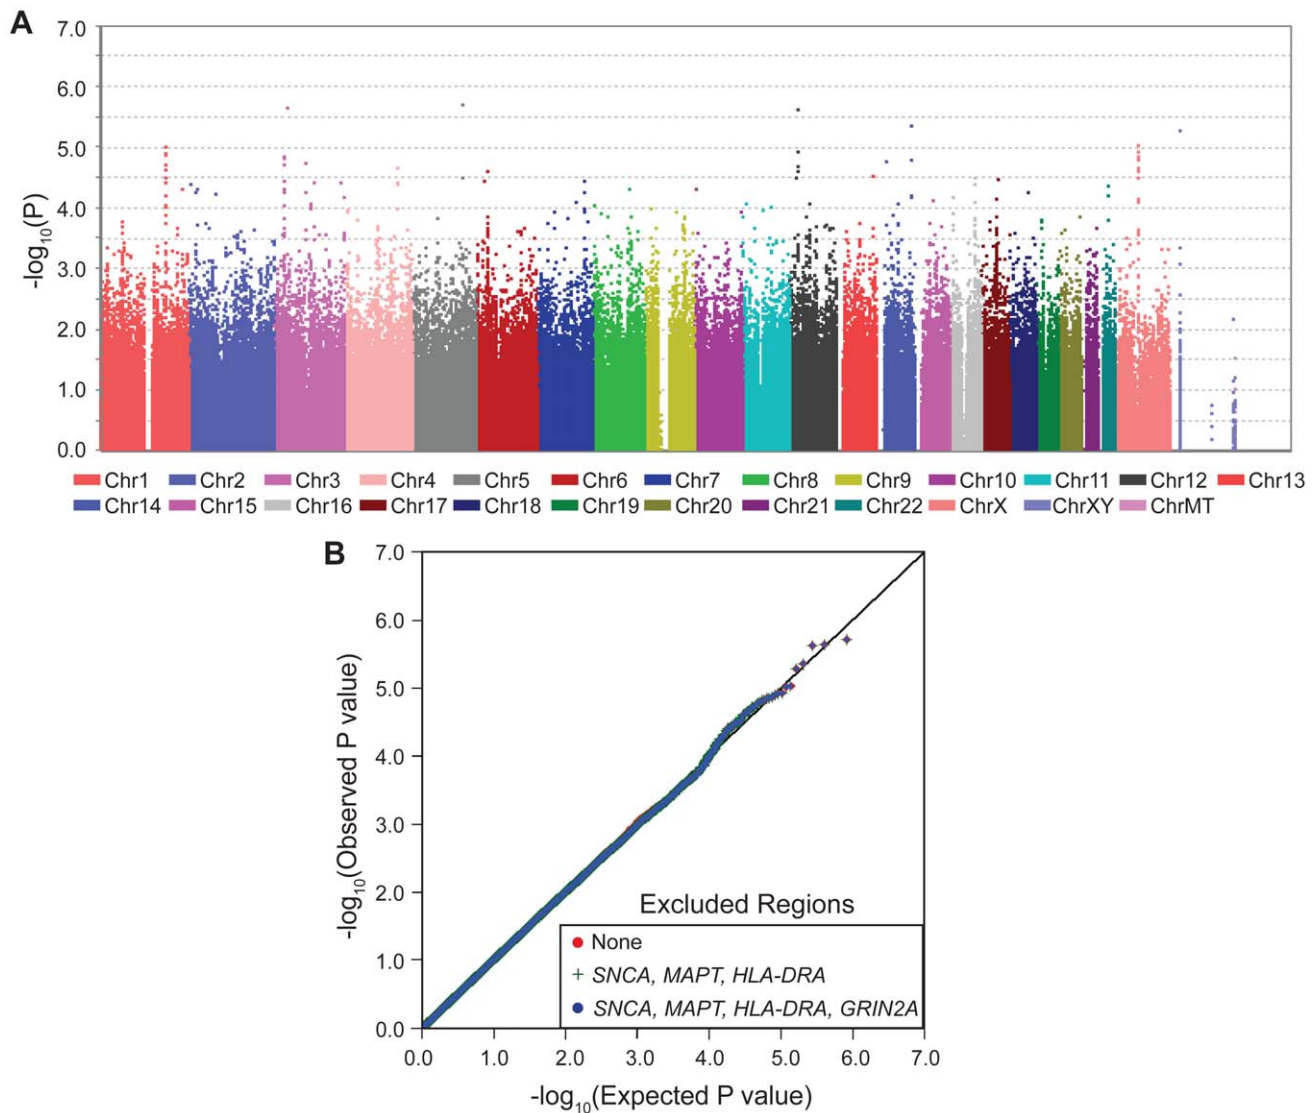 A
7.0
6.0
5.0
4.0
3.0
2.0
1.0
0.0
-log10(P)
Chr1 Chr2 Chr3 Chr4 Chr5 Chr6 Chr7 Chr8 Chr9 Chr10 Chr11 Chr12 Chr13
Chr14 Chr15 Chr16 Chr17 Chr18 Chr19 Chr20 Chr21 Chr22 ChrX ChrXY ChrMT
B
7.0
6.0
5.0
4.0
3.0
2.0
1.0
0.0
-log10(Observed P value)
Excluded Regions
None
+ SNCA, MAPT, HLA-DRA
SNCA, MAPT, HLA-DRA, GRIN2A
0.0 1.0 2.0 3.0 4.0 5.0 6.0 7.0
-log10(Expected P value)